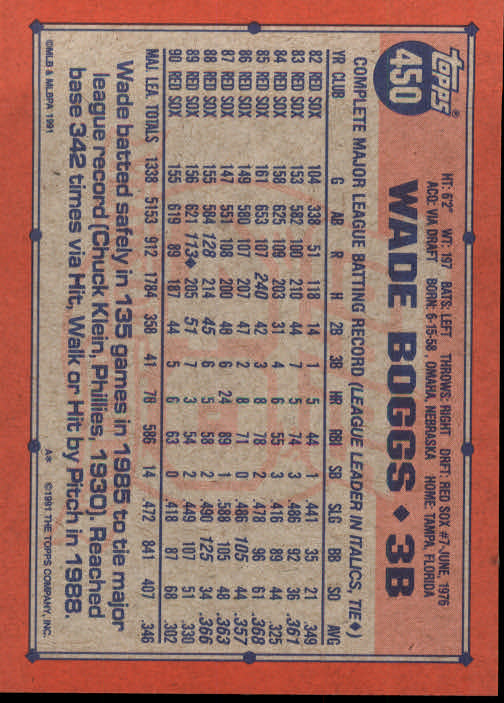 topps®
450
HT: 6'2" WT: 197 BATS: LEFT THROWS: RIGHT DRFT: RED SOX #7-JUNE, 1976
ACQ: VIA DRAFT BORN: 6-15-58, OMAHA, NEBRASKA HOME: TAMPA, FLORIDA
WADE BOGGS ♦ 3B
COMPLETE MAJOR LEAGUE BATTING RECORD (LEAGUE LEADER IN ITALICS, TIE♦)
YR CLUB G AB R H 2B 3B HR RBI SB SLG BB SO AVG
82 RED SOX 104 338 51 118 14 1 5 44 1 .441 35 21 .349
83 RED SOX 153 582 100 210 44 7 5 74 3 .486 92 36 .361
84 RED SOX 158 625 109 203 31 4 6 55 3 .416 89 44 .325
85 RED SOX 161 653 107 240 42 3 8 78 2 .478 96 61 .368
86 RED SOX 149 580 107 207 47 2 8 71 0 .486 105 44 .357
87 RED SOX 147 551 108 200 40 6 24 89 1 .588 105 48 .363
88 RED SOX 155 584 128 214 45 6 5 58 2 .490 125 34 .366
89 RED SOX 156 621 113♦ 205 51 7 3 54 2 .449 107 51 .330
90 RED SOX 155 619 89 187 44 5 6 63 0 .418 87 68 .302
MAJ. LEA. TOTALS 1338 5153 912 1784 358 41 70 586 14 .472 841 407 .346
Wade batted safely in 135 games in 1985 to tie major
league record (Chuck Klein, Phillies, 1930). Reached
base 342 times via Hit, Walk or Hit by Pitch in 1988.
©MLB & MLBPA 1991 A* ©1991 THE TOPPS COMPANY, INC.